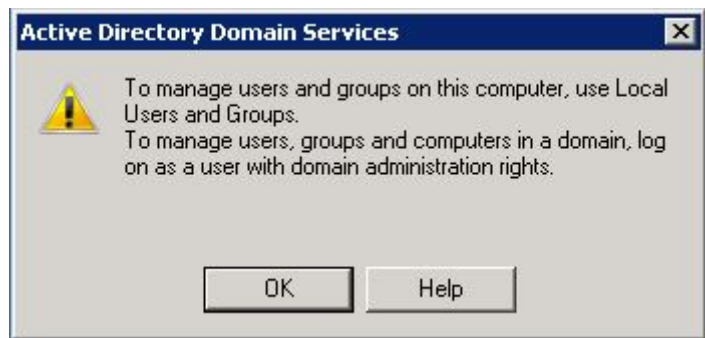 Active Directory Domain Services
To manage users and groups on this computer, use Local
Users and Groups.
To manage users, groups and computers in a domain, log
on as a user with domain administration rights.
OK
Help